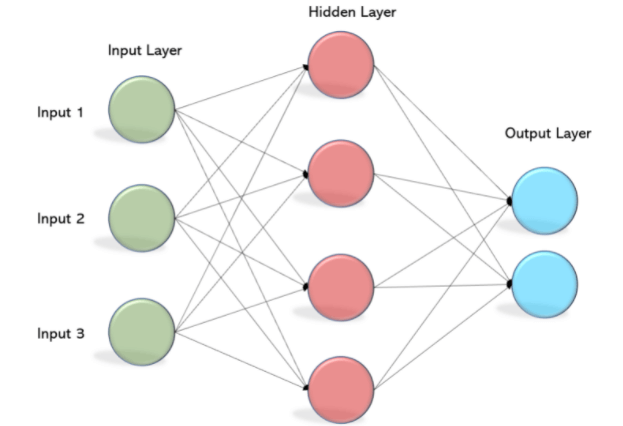 Hidden Layer
Input Layer
Input 1
Output Layer
Input 2
Input 3